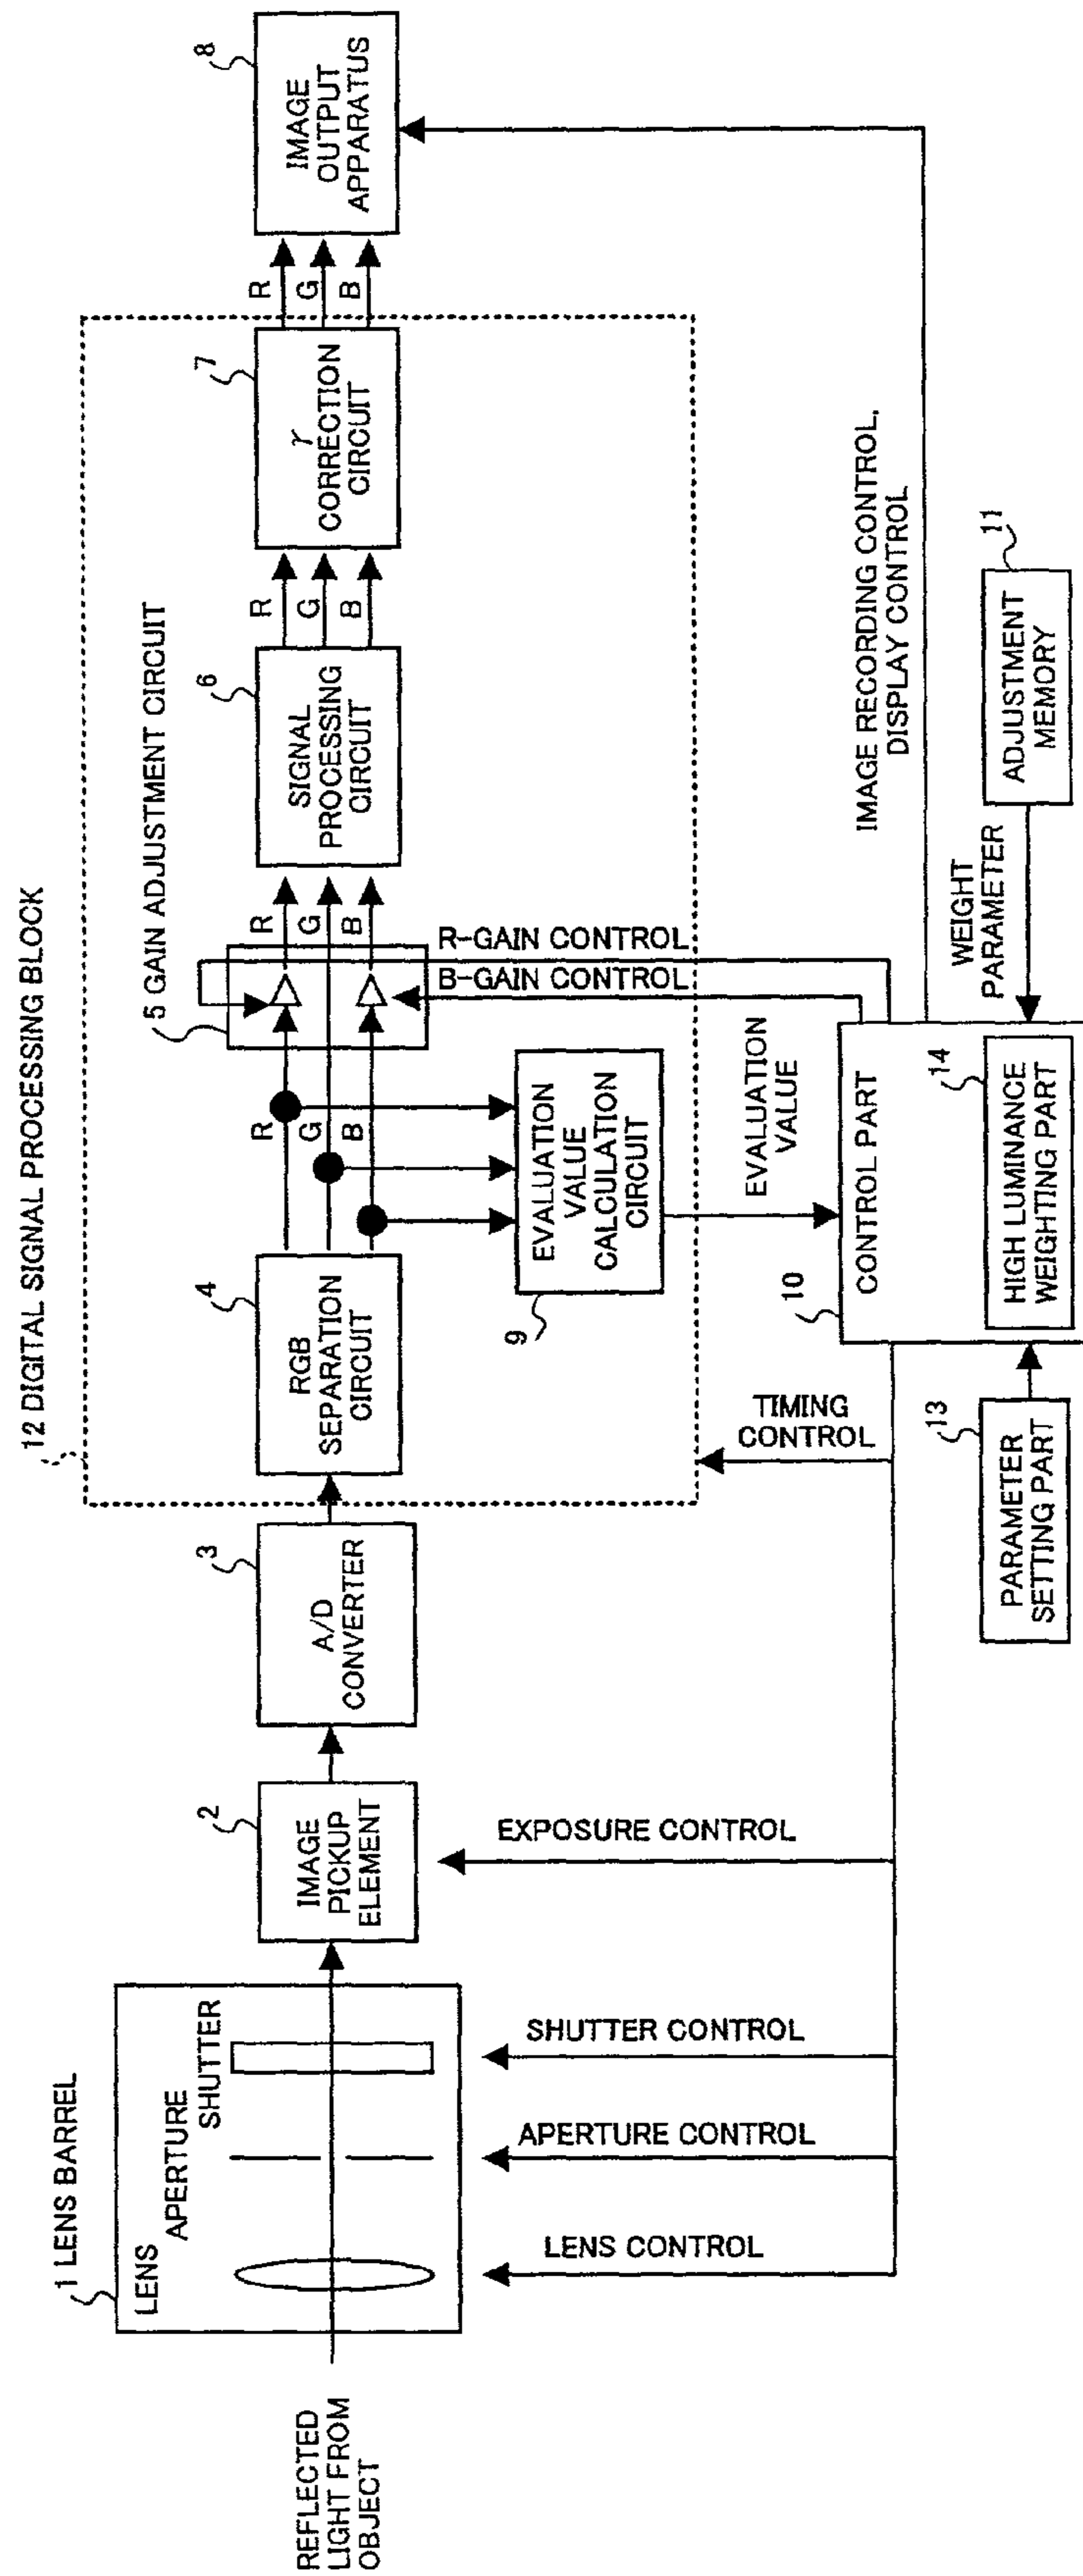 12 DIGITAL SIGNAL PROCESSING BLOCK
1 LENS BARREL
LENS
APERTURE
SHUTTER
REFLECTED
LIGHT FROM
OBJECT
2
IMAGE
PICKUP
ELEMENT
3
A/D
CONVERTER
4
RGB
SEPARATION
CIRCUIT
R
G
B
5 GAIN ADJUSTMENT CIRCUIT
R
G
B
6
SIGNAL
PROCESSING
CIRCUIT
R
G
B
7
γ
CORRECTION
CIRCUIT
R
G
B
8
IMAGE
OUTPUT
APPARATUS
R-GAIN CONTROL
B-GAIN CONTROL
9
EVALUATION
VALUE
CALCULATION
CIRCUIT
EVALUATION
VALUE
LENS CONTROL
APERTURE CONTROL
SHUTTER CONTROL
EXPOSURE CONTROL
TIMING
CONTROL
10
CONTROL PART
14
HIGH LUMINANCE
WEIGHTING PART
13
PARAMETER
SETTING PART
WEIGHT
PARAMETER
11
ADJUSTMENT
MEMORY
IMAGE RECORDING CONTROL,
DISPLAY CONTROL